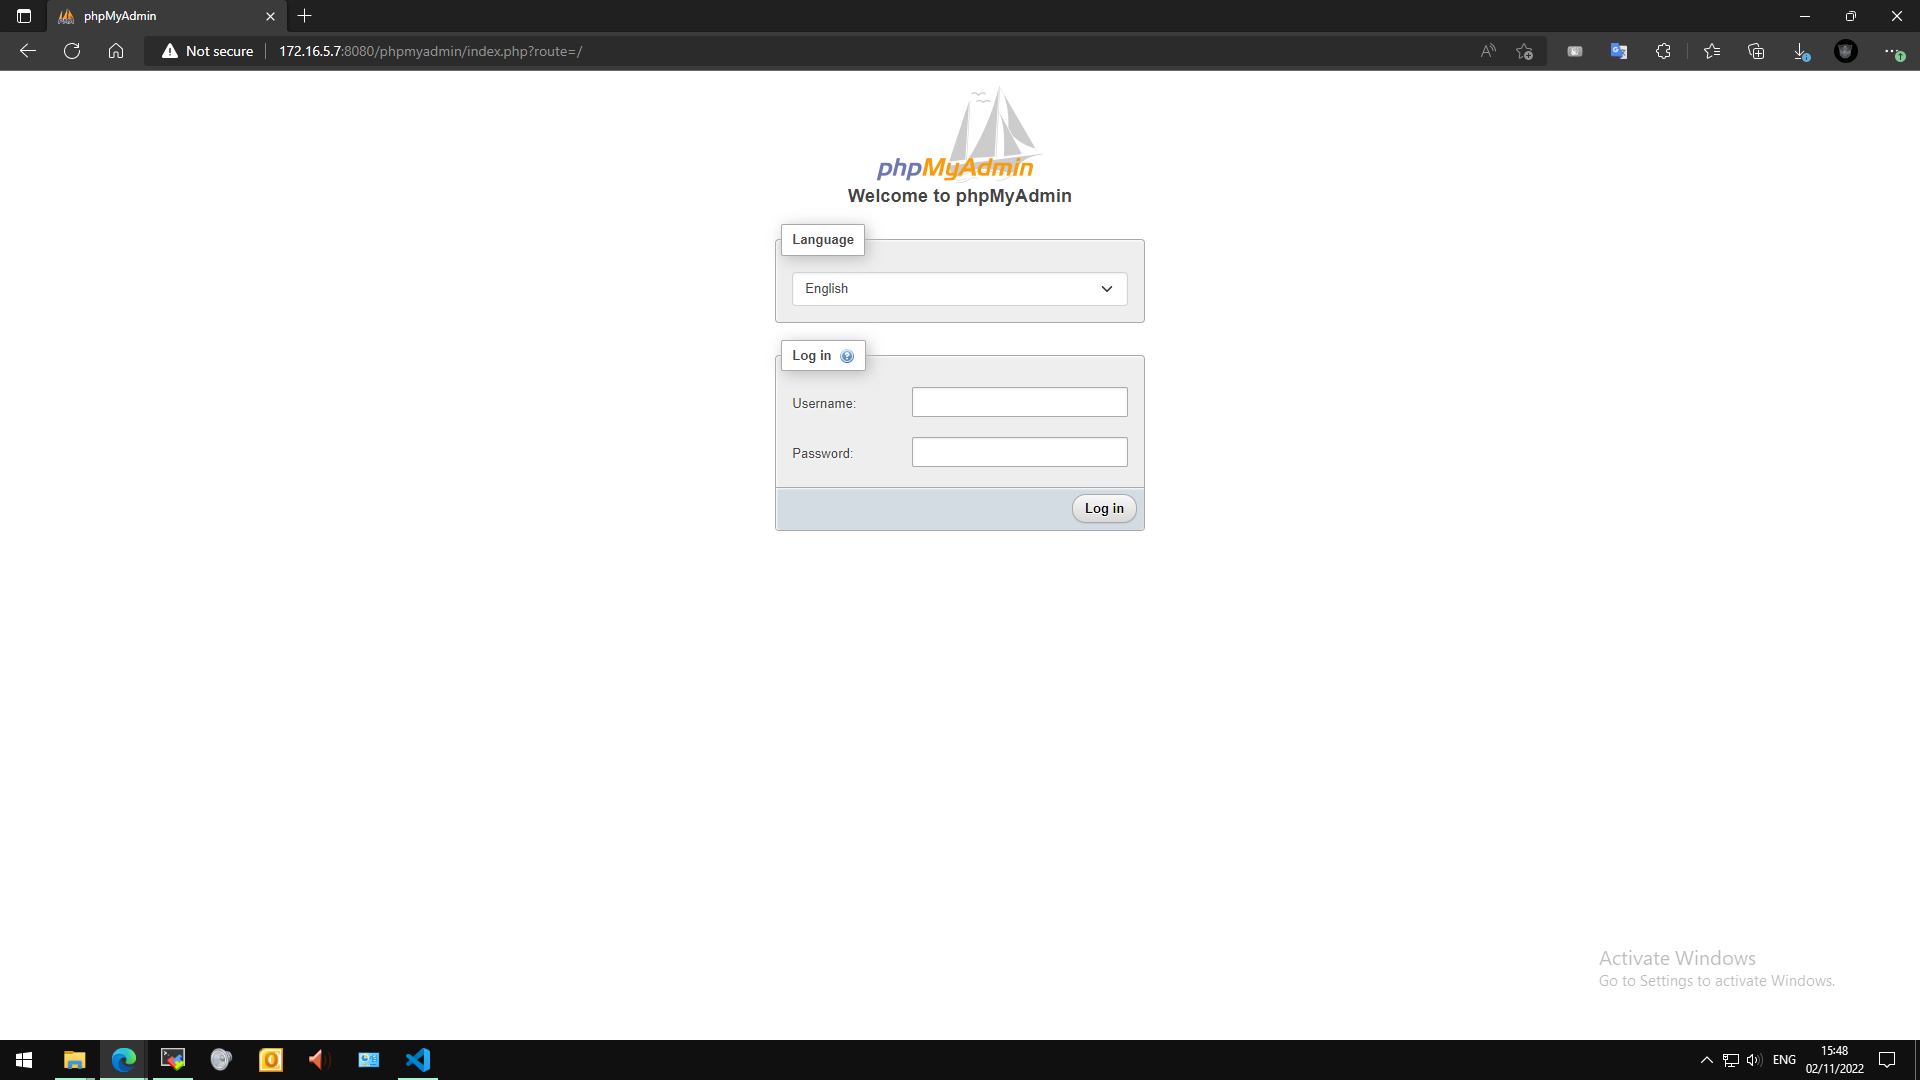 phpMyAdmin
Not secure
172.16.5.7:8080/phpmyadmin/index.php?route=/
phpMyAdmin
Welcome to phpMyAdmin
Language
English
Log in
Username:
Password:
Log in
Activate Windows
Go to Settings to activate Windows.
ENG
15:48
02/11/2022